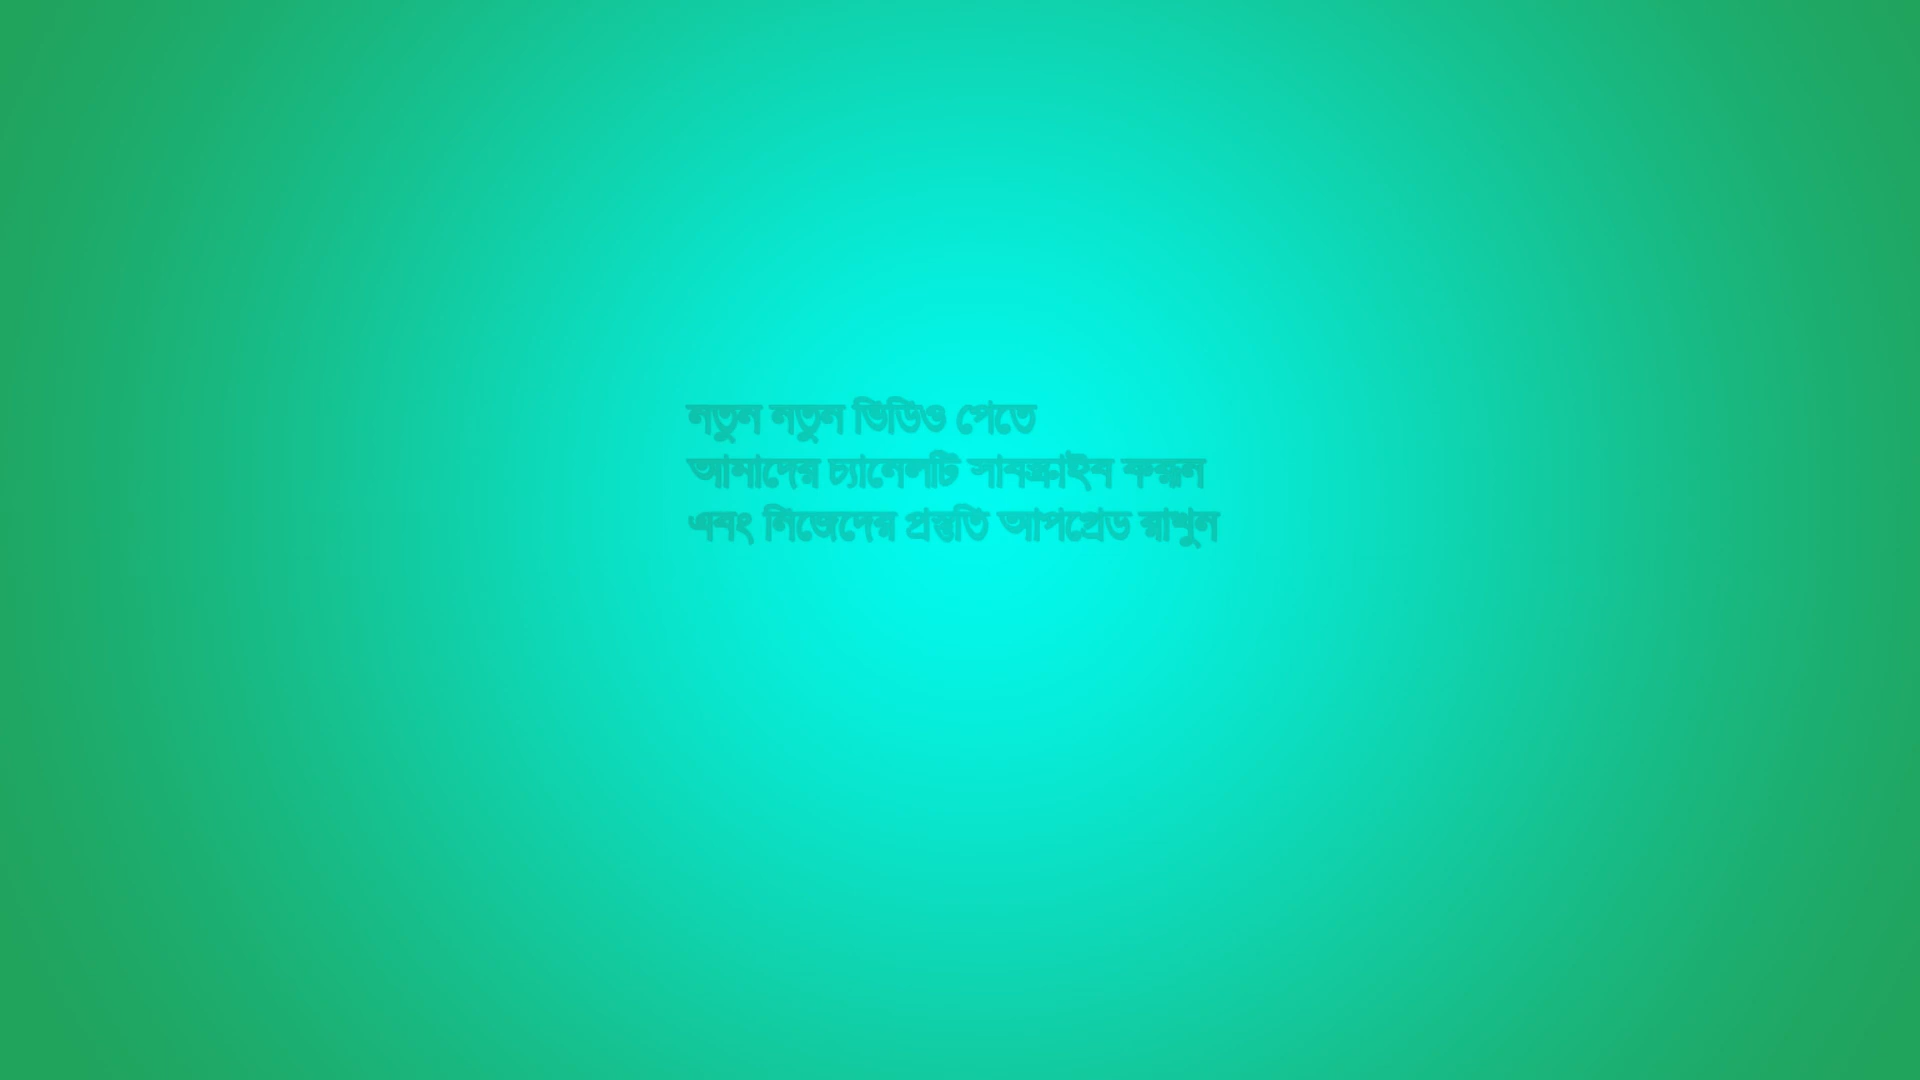 নতুন নতুন ভিডিও পেতে
আমাদের চ্যানেলটি সাবস্ক্রাইব করুন
এবং নিজেদের প্রস্তুতি আপগ্রেড রাখুন